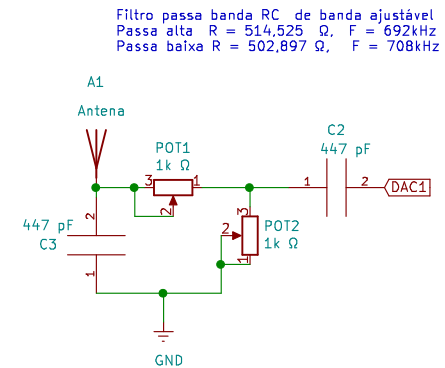 Filtro passa banda RC de banda ajustável
Passa alta R = 514,525 Ω, F = 692kHz
Passa baixa R = 502,897 Ω, F = 708kHz
A1
Antena
POT1
1k Ω
3
1
2
C2
447 pF
1
2
DAC1
447 pF
C3
2
1
3
2
1
POT2
1k Ω
GND